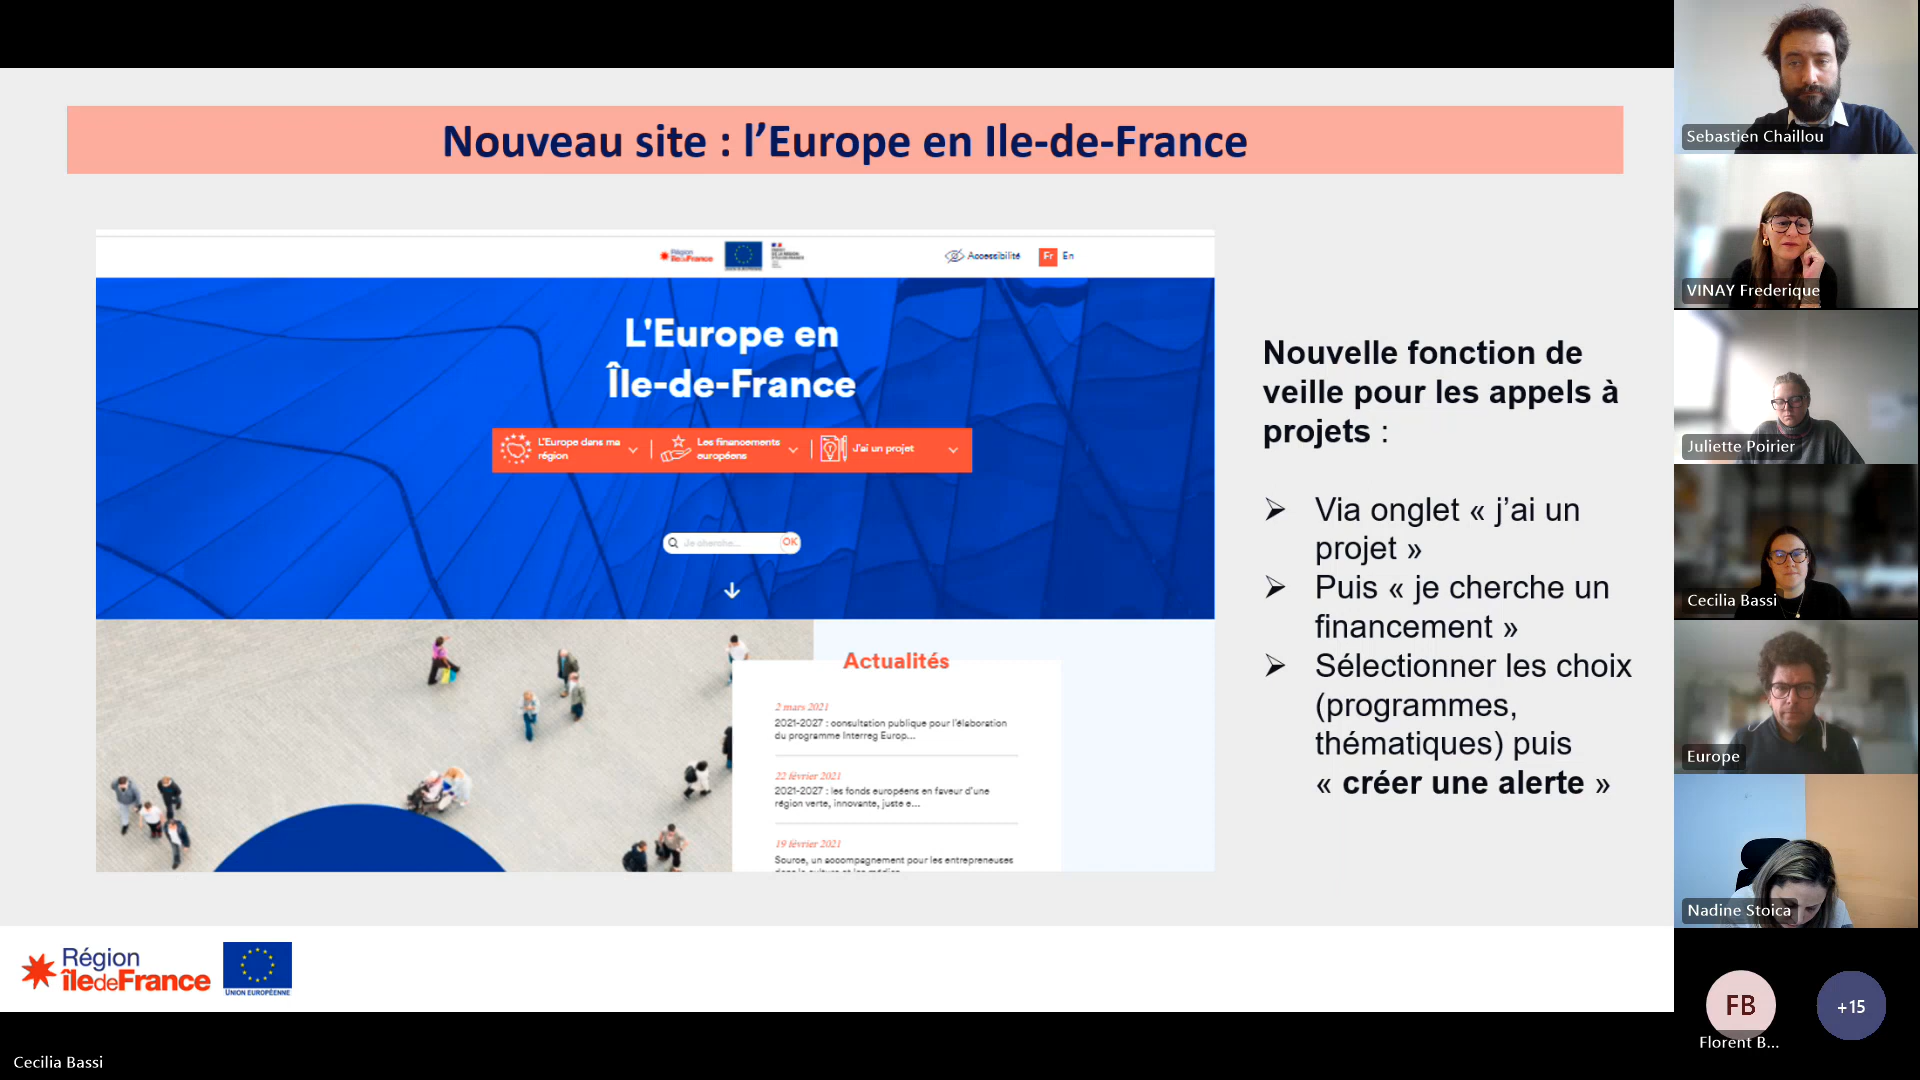 Nouveau site : l’Europe en Ile-de-France
Région
îledeFrance
Accessibilité
Fr
En
L'Europe en
Île-de-France
L'Europe dans ma
région
Les financements
européens
J'ai un projet
Je cherche...
OK
Actualités
2 mars 2021
2021-2027 : consultation publique pour l'élaboration
du programme Interreg Europ...
22 février 2021
2021-2027 : les fonds européens en faveur d'une
région verte, innovante, juste e...
19 février 2021
Source, un accompagnement pour les entrepreneuses
dans la culture et les médias
Nouvelle fonction de
veille pour les appels à
projets :
Via onglet « j’ai un
projet »
Puis « je cherche un
financement »
Sélectionner les choix
(programmes,
thématiques) puis
« créer une alerte »
Région
îledeFrance
UNION EUROPÉENNE
Cecilia Bassi
Sebastien Chaillou
VINAY Frederique
Juliette Poirier
Cecilia Bassi
Europe
Nadine Stoica
FB
Florent B...
+15